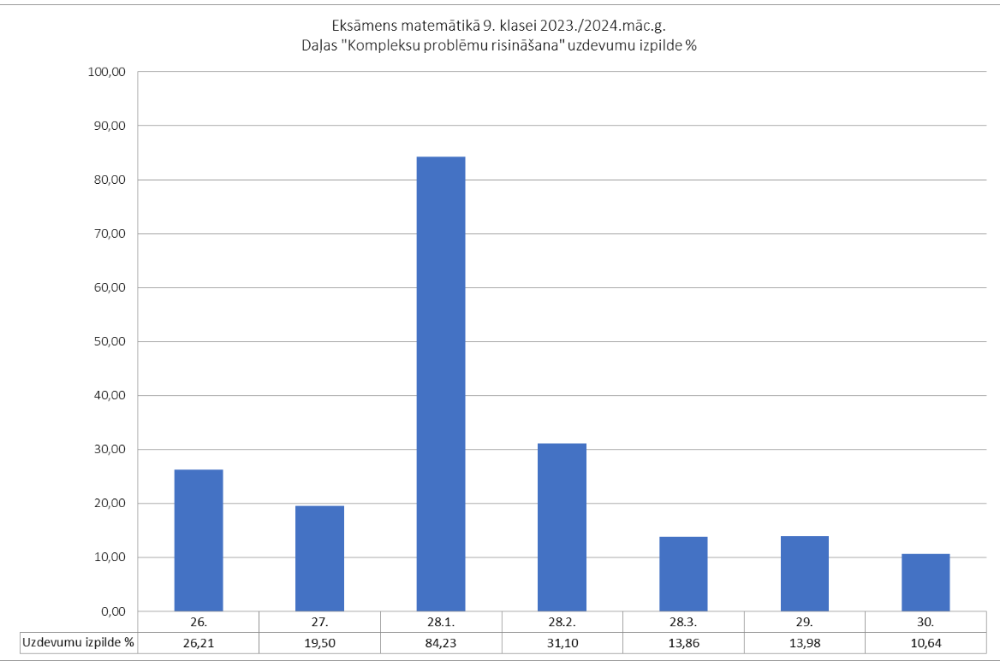 Eksāmens matemātikā 9. klasei 2023./2024.māc.g.
Daļas "Kompleksu problēmu risināšana" uzdevumu izpilde %
100,00
90,00
80,00
70,00
60,00
50,00
40,00
30,00
20,00
10,00
0,00
26. 27. 28.1. 28.2. 28.3. 29. 30.
Uzdevumu izpilde % 26,21 19,50 84,23 31,10 13,86 13,98 10,64